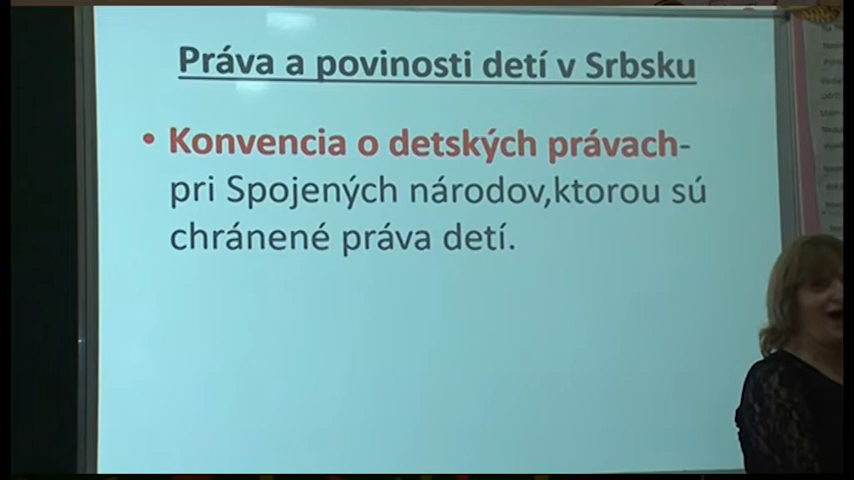 Práva a povinosti detí v Srbsku
• Konvencia o detských právach-
pri Spojených národov,ktorou sú
chránené práva detí.